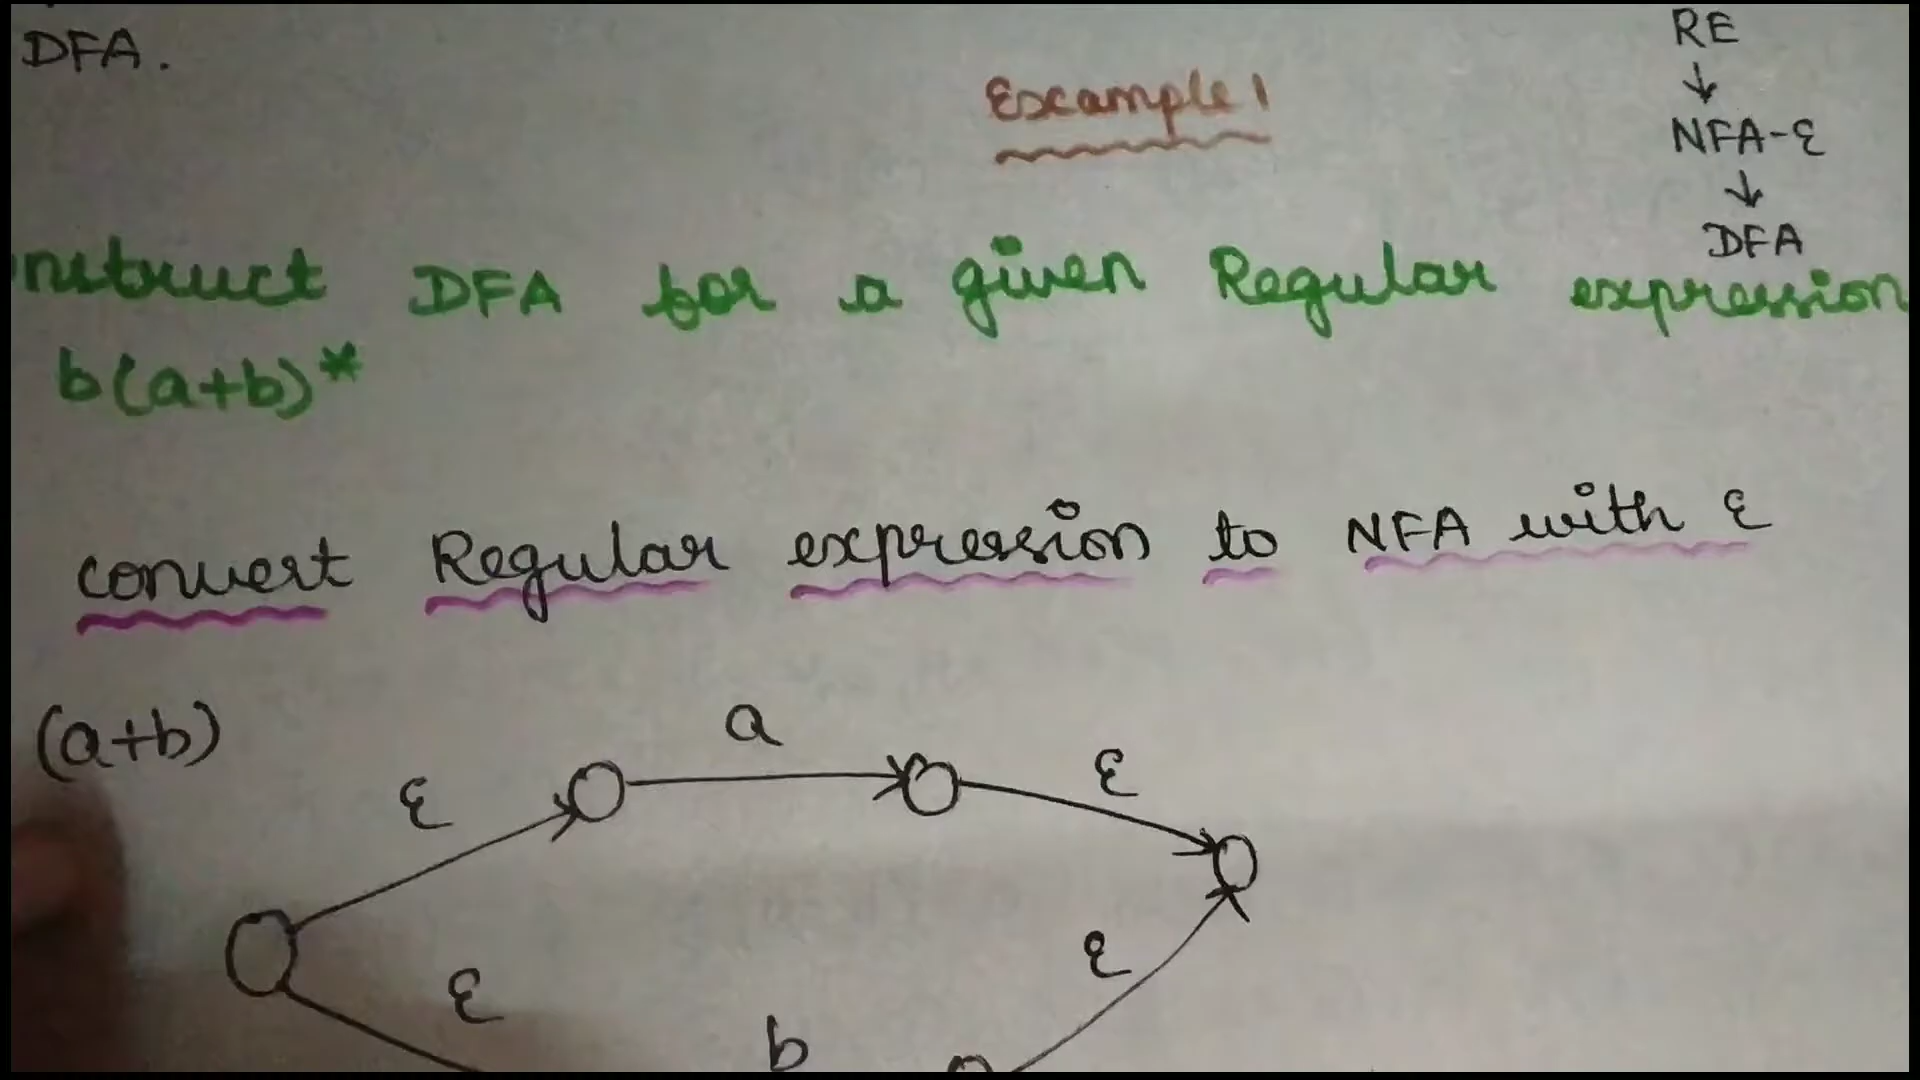 DFA.
RE
↓
NFA-ε
↓
DFA
Example 1
nstruct DFA for a given Regular expression
b(a+b)*
convert Regular expression to NFA with ε
(a+b)
a
ε
ε
ε
ε
b